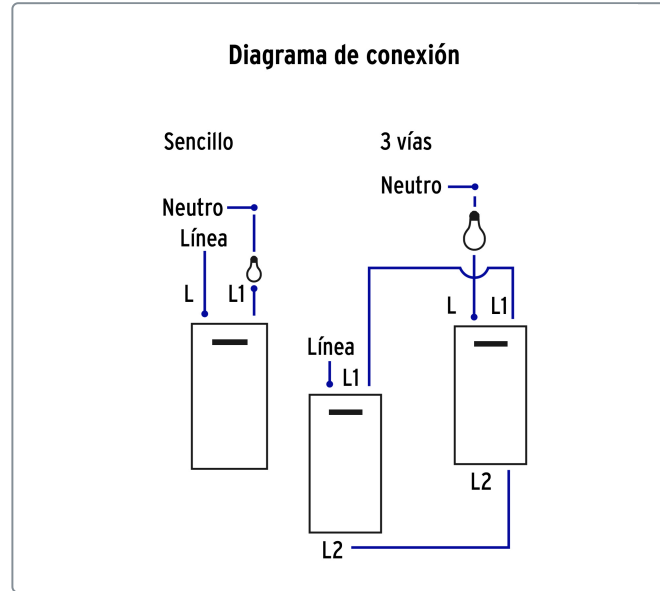 Diagrama de conexión
Sencillo
Neutro
Línea
L
L1
3 vías
Neutro
L
L1
Línea
L1
L2
L2